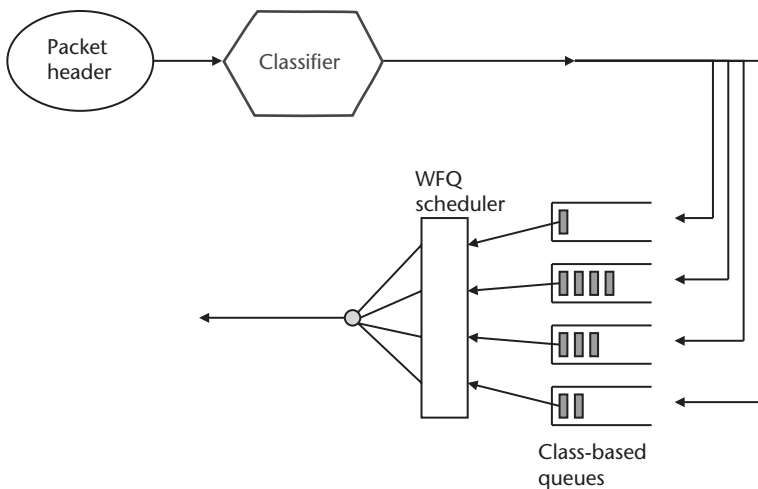 Packet
header
Classifier
WFQ
scheduler
Class-based
queues